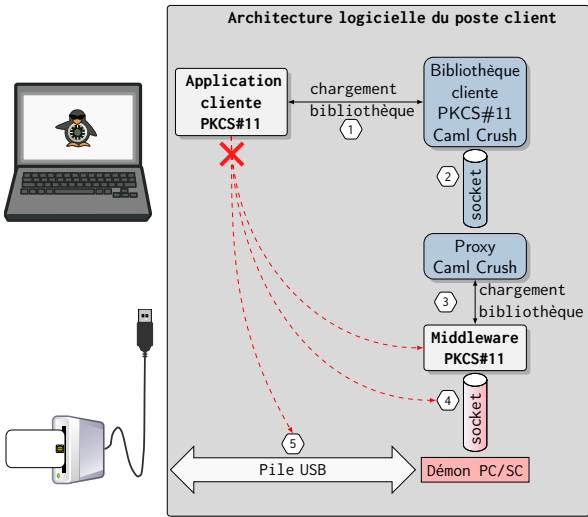 Architecture logicielle du poste client
Application
cliente
PKCS#11
chargement
bibliothèque
1
Bibliothèque
cliente
PKCS#11
Caml Crush
2
socket
Proxy
Caml Crush
3
chargement
bibliothèque
Middleware
PKCS#11
4
socket
5
Pile USB
Démon PC/SC